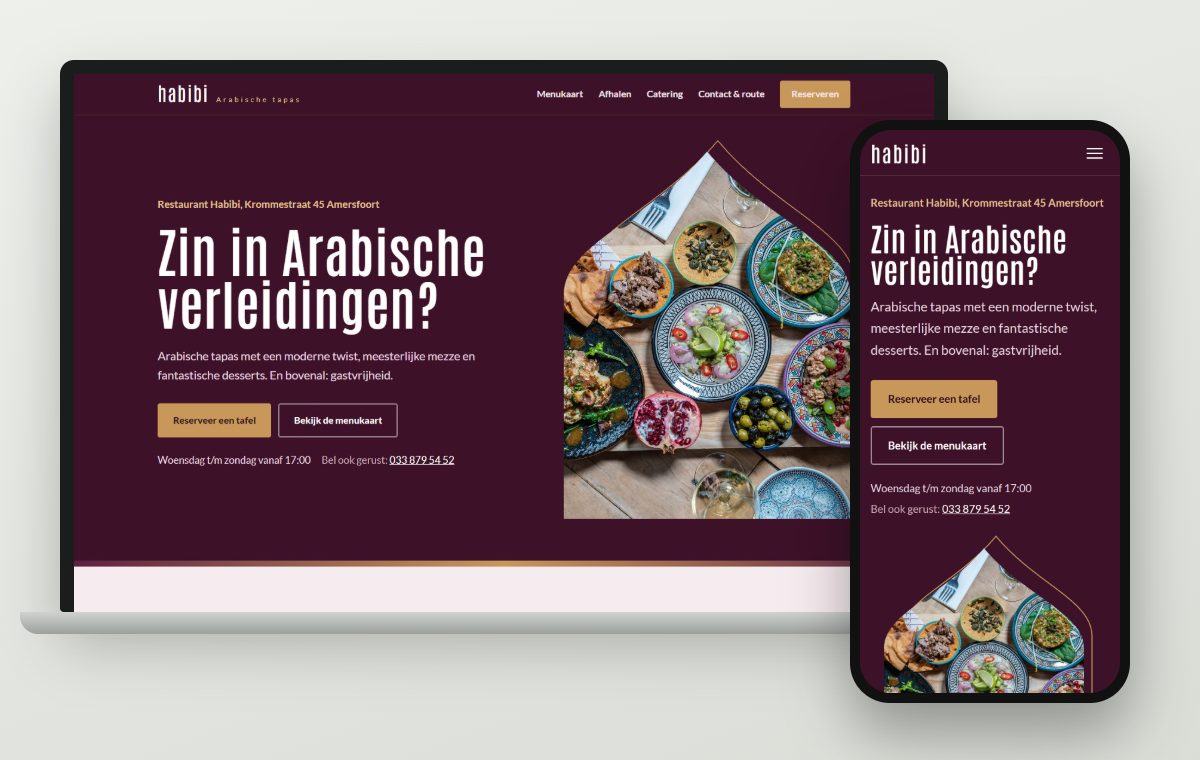 habibi Arabische tapas
Menukaart Afhalen Catering Contact & route Reserveren
Restaurant Habibi, Krommestraat 45 Amersfoort
Zin in Arabische
verleidingen?
Arabische tapas met een moderne twist, meesterlijke mezze en
fantastische desserts. En bovenal: gastvrijheid.
Reserveer een tafel Bekijk de menukaart
Woensdag t/m zondag vanaf 17:00 Bel ook gerust: 033 879 54 52
habibi
Restaurant Habibi, Krommestraat 45 Amersfoort
Zin in Arabische
verleidingen?
Arabische tapas met een moderne twist,
meesterlijke mezze en fantastische
desserts. En bovenal: gastvrijheid.
Reserveer een tafel
Bekijk de menukaart
Woensdag t/m zondag vanaf 17:00
Bel ook gerust: 033 879 54 52